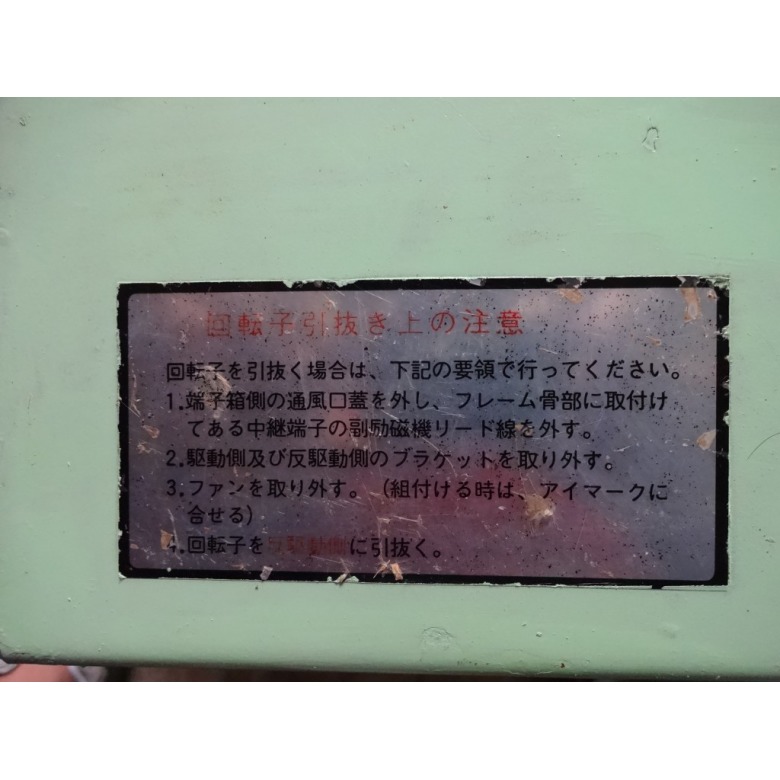 回転子引抜き上の注意
回転子を引抜く場合は、下記の要領で行ってください。
1.端子箱側の通風口蓋を外し、フレーム骨部に取付け
てある中継端子の副励磁機リード線を外す。
2.駆動側及び反駆動側のブラケットを取り外す。
3.ファンを取り外す。（組付ける時は、アイマークに
合せる）
4.回転子を反駆動側に引抜く。